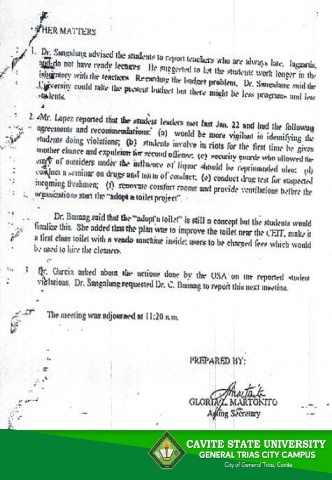 OTHER MATTERS
1. Dr. Sangalang advised the students to report teachers who are always late, laggards,
and do not have ready lectures. He suggested to let the students work longer in the
laboratory with the teachers. Regarding the budget problem, Dr. Sangalang said the
University could take the present budget but there might be less programs and less
students.
2. Mr. Lopez reported that the student leaders met last Jan. 22 and had the following
agreements and recommendations: (a) would be more vigilant in identifying the
students doing violations; (b) students involve in riots for the first time be given
another chance and expulsion for second offense; (c) security guards who allowed the
entry of outsiders under the influence of liquor should be reprimanded also; (d)
conduct a seminar on drugs and norm of conduct; (e) conduct drug test for suspected
incoming freshmen; (f) renovate comfort rooms and provide ventilations before the
organizations start the "adopt a toilet project".
Dr. Bamag said that the "adopt a toilet" is still a concept but the students would
finalize this. She added that the plan was to improve the toilet near the CEIT, make it
a first class toilet with a vendo machine inside; users to be charged fees which would
be used to hire the cleaners.
Dr. Garcia asked about the actions done by the USA on the reported student
violations. Dr. Sangalang requested Dr. C. Bamag to report this next meeting.
The meeting was adjourned at 11:20 a.m.
PREPARED BY:
GLORIA L. MARTONITO
Acting Secretary
CAVITE STATE UNIVERSITY
GENERAL TRIAS CITY CAMPUS
City of General Trias, Cavite